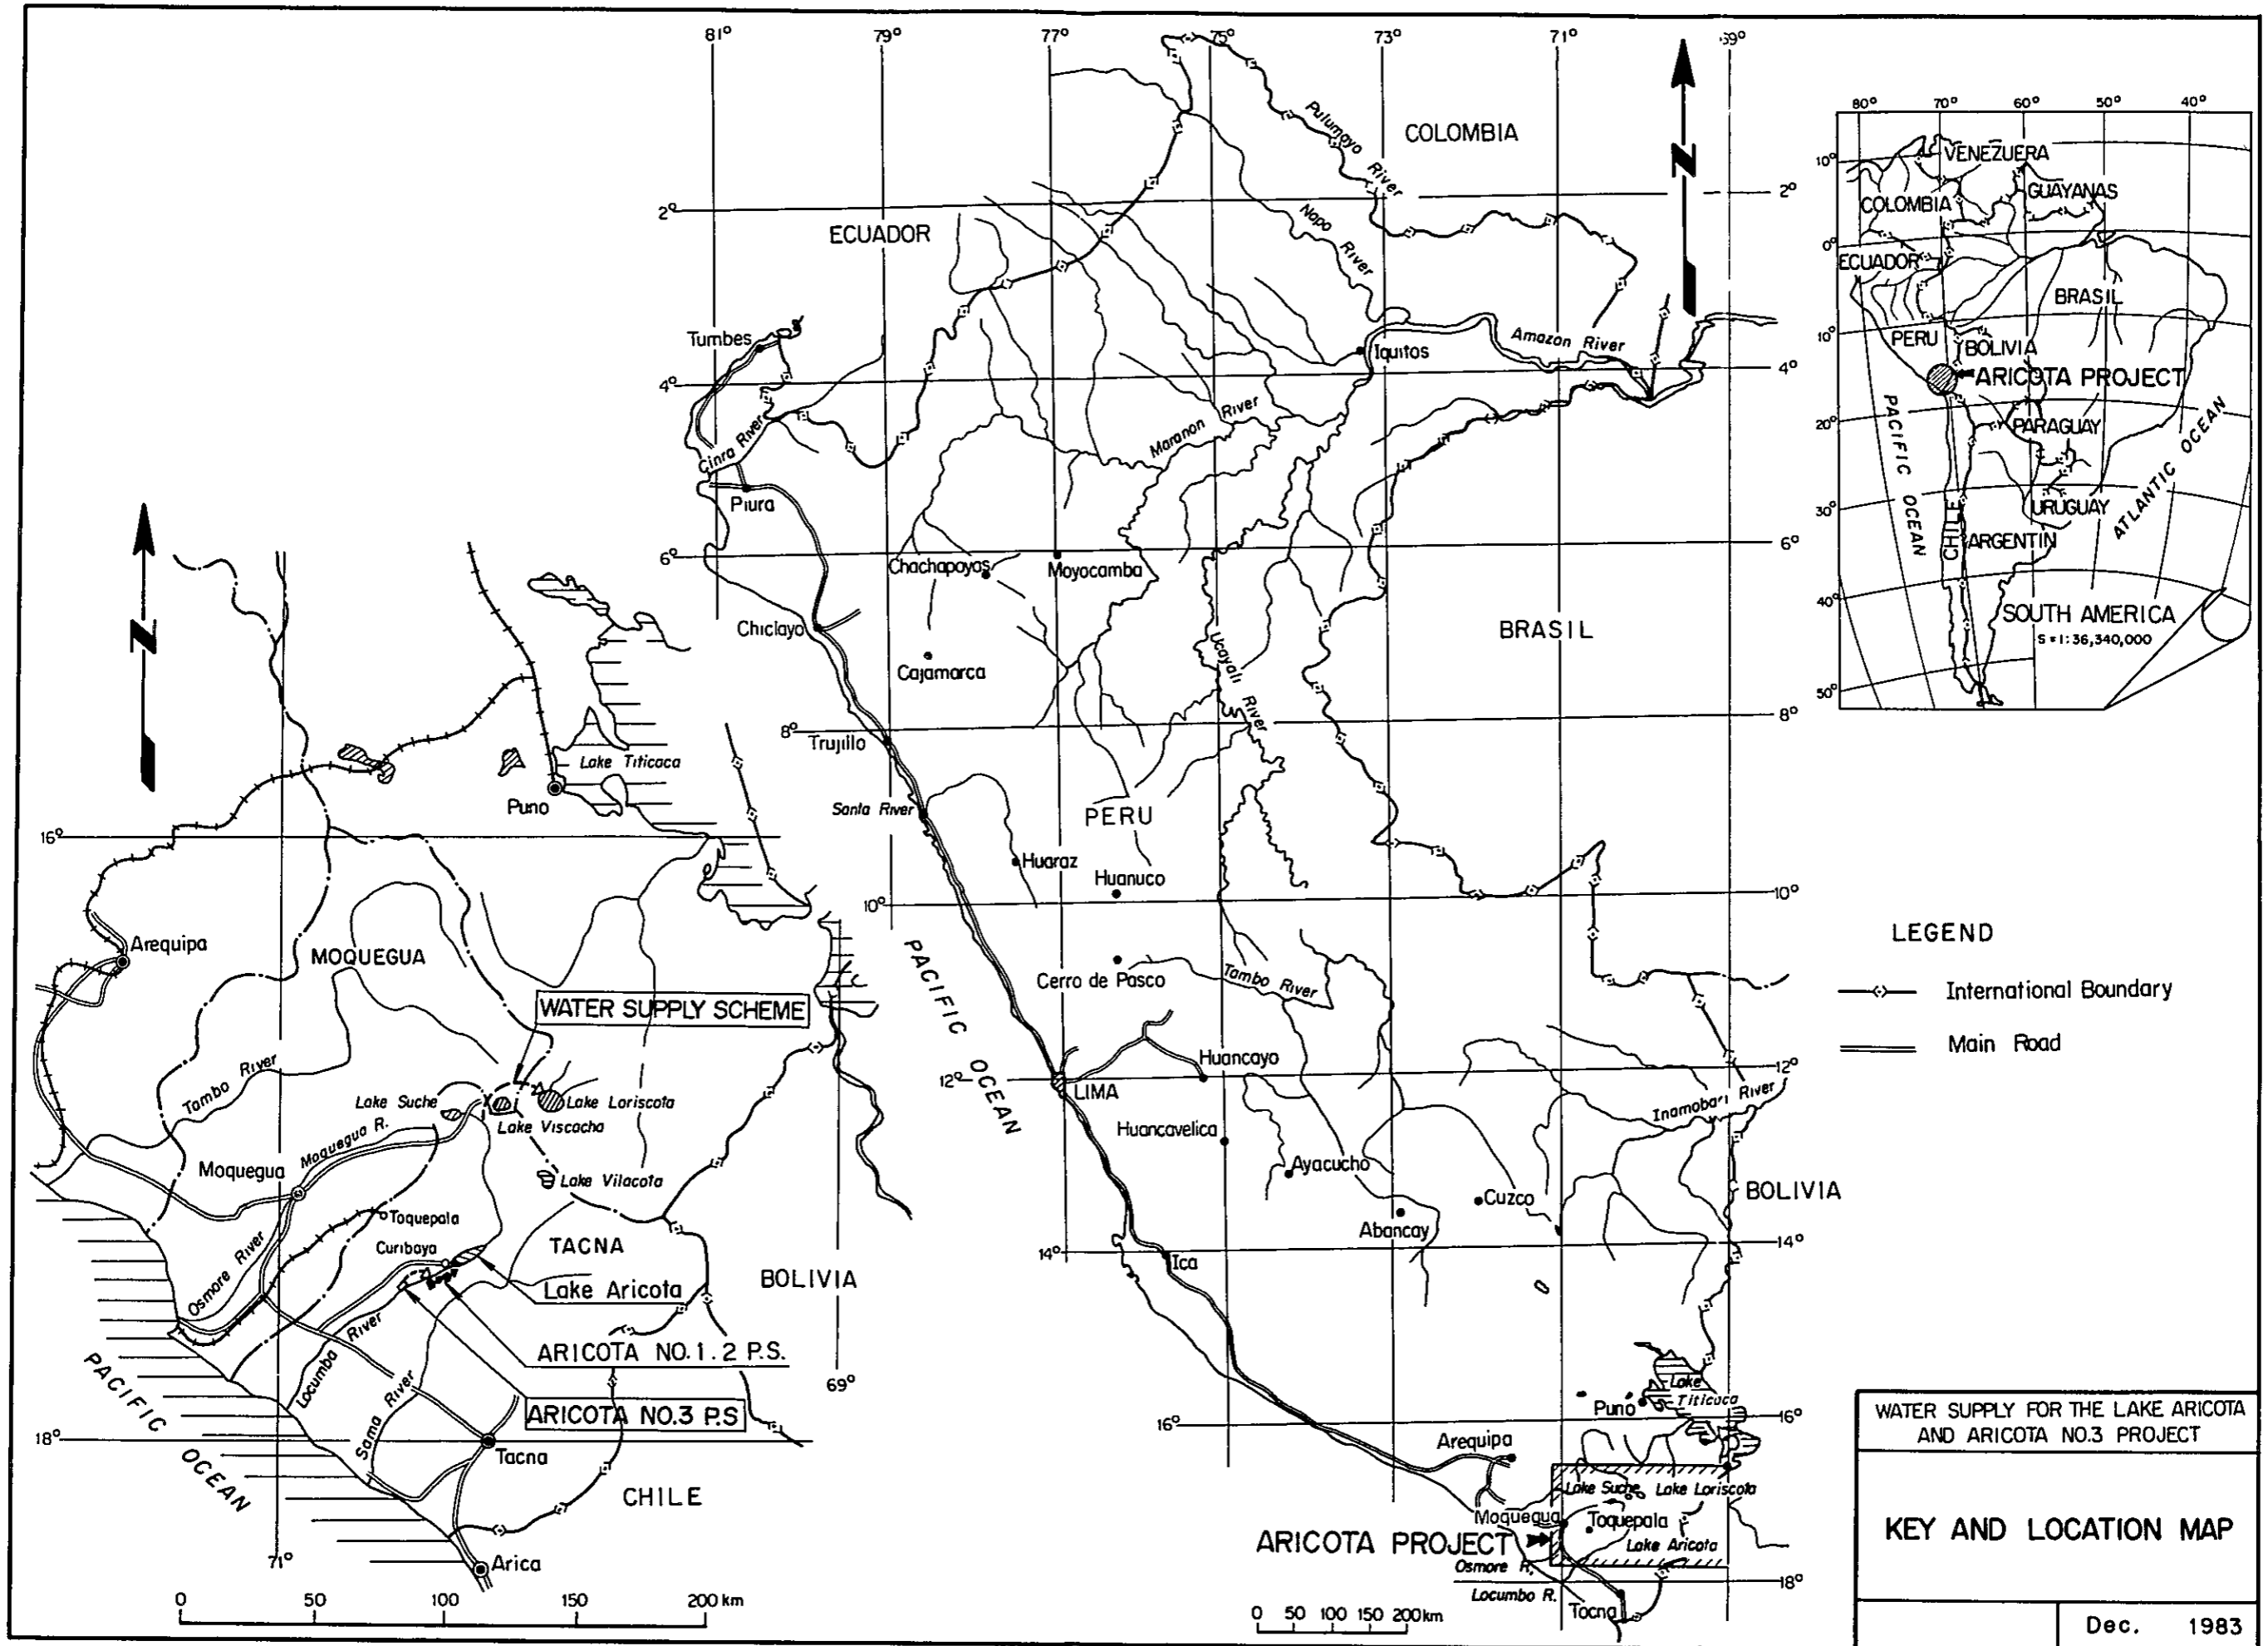 81°
79°
77°
75°
73°
71°
69°
N
COLOMBIA
Pulumayo River
Napo River
ECUADOR
2°
2°
Tumbes
Iquitos
Amazon River
4°
4°
Cinra River
Maranon River
Piura
6°
6°
Chachapoyas
Moyocamba
Chiclayo
Cajamarca
Ucayali River
BRASIL
8°
8°
Trujillo
Santa River
PERU
Huaraz
Huanuco
10°
10°
PACIFIC OCEAN
Cerro de Pasco
Tambo River
Huancayo
12°
12°
LIMA
Inamobari River
Huancavelica
Ayacucho
Cuzco
Abancay
BOLIVIA
14°
14°
Ica
Puno
Lake Titicaca
16°
16°
Arequipa
Lake Suche
Lake Loriscota
Moquegua
Toquepala
ARICOTA PROJECT
Lake Aricota
Osmore R.
18°
Locumbo R.
Tacna
0 50 100 150 200km
80° 70° 60° 50° 40°
10°
VENEZUERA
GUAYANAS
COLOMBIA
0°
ECUADOR
BRASIL
10°
PERU
BOLIVIA
ARICOTA PROJECT
20°
PARAGUAY
PACIFIC OCEAN
ATLANTIC OCEAN
30°
URUGUAY
CHILE
ARGENTIN
40°
SOUTH AMERICA
S=1:36,340,000
50°
N
Lake Titicaca
Puno
16°
Arequipa
MOQUEGUA
WATER SUPPLY SCHEME
Tambo River
Lake Suche
Lake Loriscota
Lake Viscacha
Moquegua R.
Moquegua
Lake Vilacota
Toquepala
Curibaya
TACNA
Osmore River
Lake Aricota
BOLIVIA
Locumba River
ARICOTA NO.1.2 P.S.
69°
Sama River
ARICOTA NO.3 P.S
PACIFIC OCEAN
18°
Tacna
CHILE
71°
Arica
0 50 100 150 200 km
LEGEND
International Boundary
Main Road
WATER SUPPLY FOR THE LAKE ARICOTA
AND ARICOTA NO.3 PROJECT
KEY AND LOCATION MAP
Dec. 1983